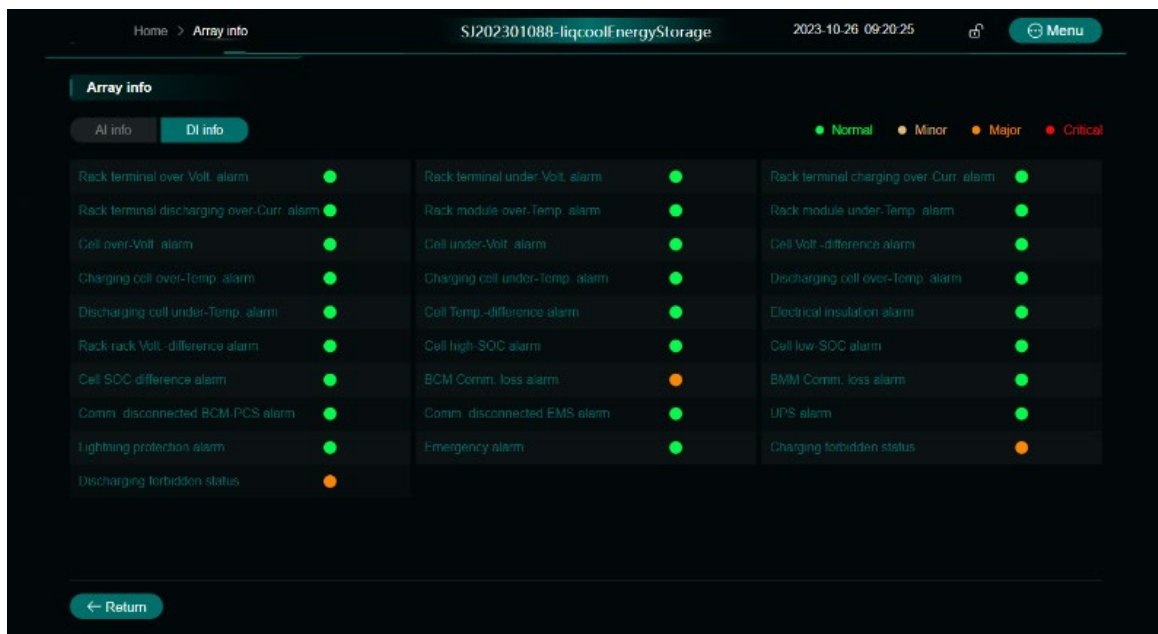 Home > Array info SJ202301088-liqcoolEnergyStorage 2023-10-26 09:20:25 Menu
Array info
AI info DI info Normal Minor Major Critical
Rack terminal over Volt. alarm Rack terminal under Volt. alarm Rack terminal charging over Curr. alarm
Rack terminal discharging over-Curr. alarm Rack module over-Temp. alarm Rack module under-Temp. alarm
Cell over-Volt. alarm Cell under-Volt. alarm Cell Volt.-difference alarm
Charging cell over-Temp. alarm Charging cell under-Temp. alarm Discharging cell over-Temp. alarm
Discharging cell under-Temp. alarm Cell Temp.-difference alarm Electrical insulation alarm
Rack-rack Volt.-difference alarm Cell high-SOC alarm Cell low-SOC alarm
Cell SOC difference alarm BCM Comm. loss alarm BMM Comm. loss alarm
Comm. disconnected BCM-PCS alarm Comm. disconnected EMS alarm UPS alarm
Lightning protection alarm Emergency alarm Charging forbidden status
Discharging forbidden status
← Return